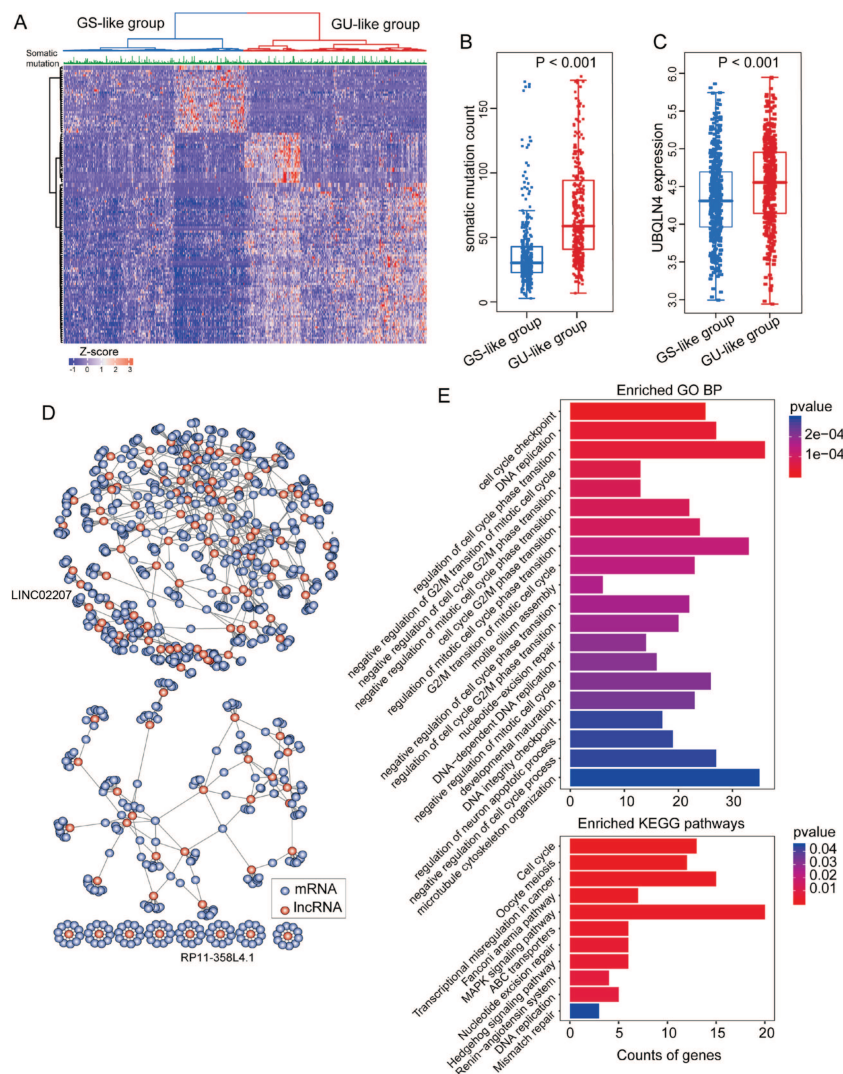 A
GS-like group
GU-like group
Somatic
mutation
Z-score
-1 0 1 2 3
B
P < 0.001
somatic mutation count
150
100
50
0
GS-like group
GU-like group
C
P < 0.001
UBQLN4 expression
6.0
5.5
5.0
4.5
4.0
3.5
3.0
GS-like group
GU-like group
D
LINC02207
mRNA
lncRNA
RP11-358L4.1
E
Enriched GO BP
pvalue
2e−04
1e−04
cell cycle checkpoint
DNA replication
regulation of cell cycle phase transition
negative regulation of G2/M transition of mitotic cell cycle
negative regulation of cell cycle G2/M phase transition
negative regulation of mitotic cell cycle phase transition
cell cycle G2/M phase transition
regulation of mitotic cell cycle phase transition
G2/M transition of mitotic cell cycle
motile cilium assembly
negative regulation of cell cycle phase transition
regulation of cell cycle G2/M phase transition
nucleotide−excision repair
DNA−dependent DNA replication
negative regulation of mitotic cell cycle
developmental maturation
DNA integrity checkpoint
regulation of neuron apoptotic process
negative regulation of cell cycle process
microtubule cytoskeleton organization
0 10 20 30
Enriched KEGG pathways
pvalue
0.04
0.03
0.02
0.01
Cell cycle
Oocyte meiosis
Transcriptional misregulation in cancer
Fanconi anemia pathway
MAPK signaling pathway
ABC transporters
Nucleotide excision repair
Hedgehog signaling pathway
Renin−angiotensin system
DNA replication
Mismatch repair
0 5 10 15 20
Counts of genes